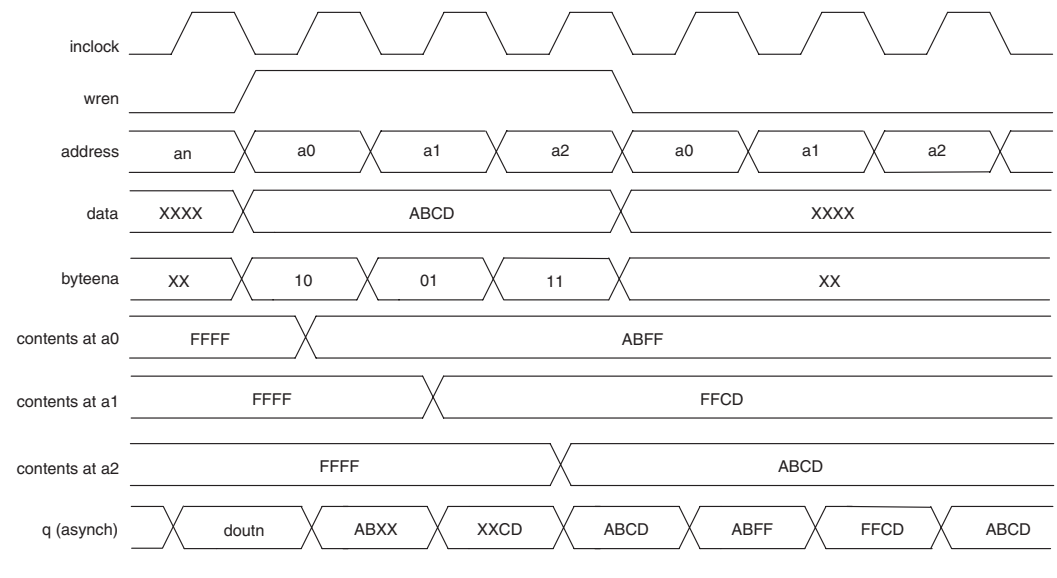 inclock
wren
address an a0 a1 a2 a0 a1 a2
data XXXX ABCD XXXX
byteena XX 10 01 11 XX
contents at a0 FFFF ABFF
contents at a1 FFFF FFCD
contents at a2 FFFF ABCD
q (asynch) doutn ABXX XXCD ABCD ABFF FFCD ABCD